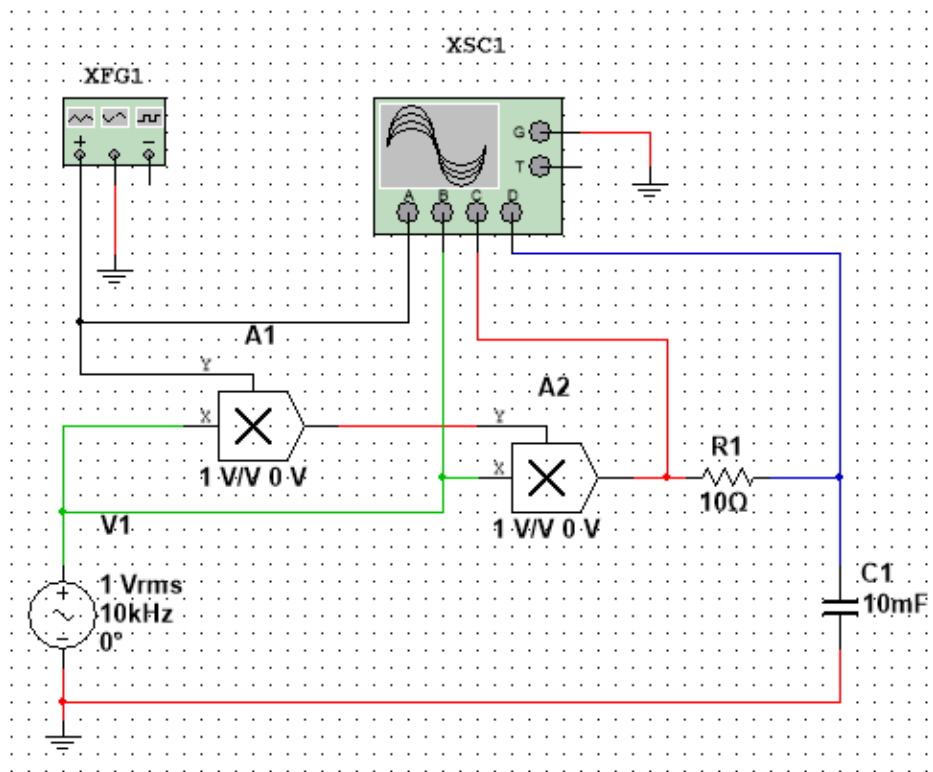 XSC1
XFG1
+
−
G
T
A B C D
A1
Y
X
1 V/V 0 V
A2
Y
X
1 V/V 0 V
R1
10Ω
V1
+
−
1 Vrms
10kHz
0°
C1
10mF